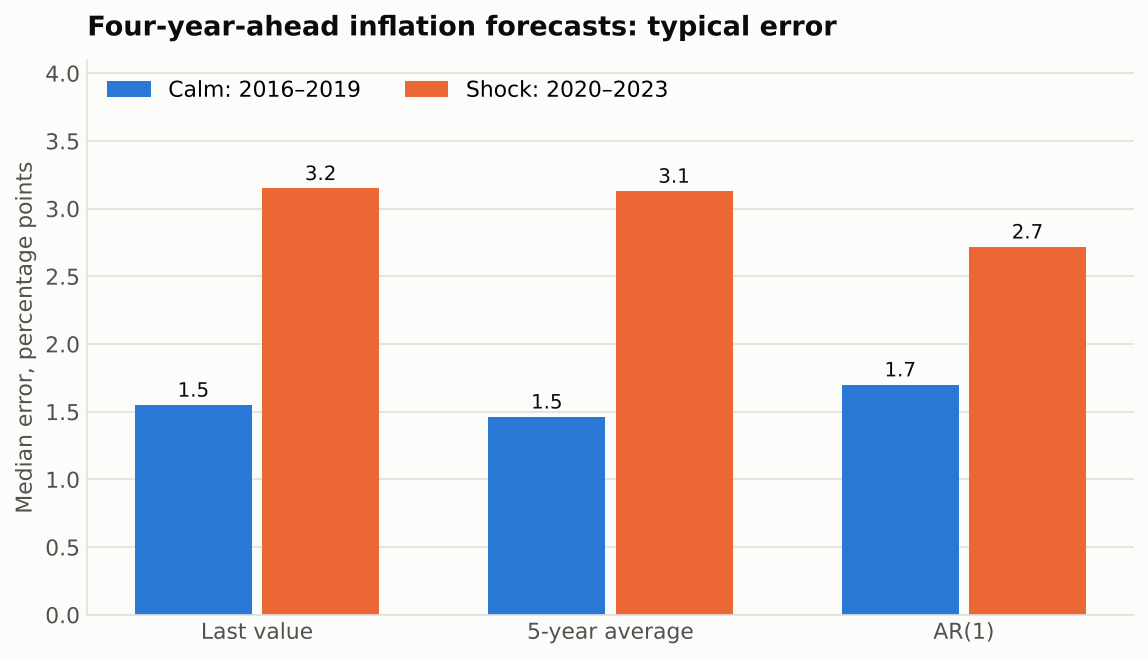 Four-year-ahead inflation forecasts: typical error
Calm: 2016–2019
Shock: 2020–2023
Median error, percentage points
4.0
3.5
3.0
2.5
2.0
1.5
1.0
0.5
0.0
1.5
3.2
1.5
3.1
1.7
2.7
Last value
5-year average
AR(1)